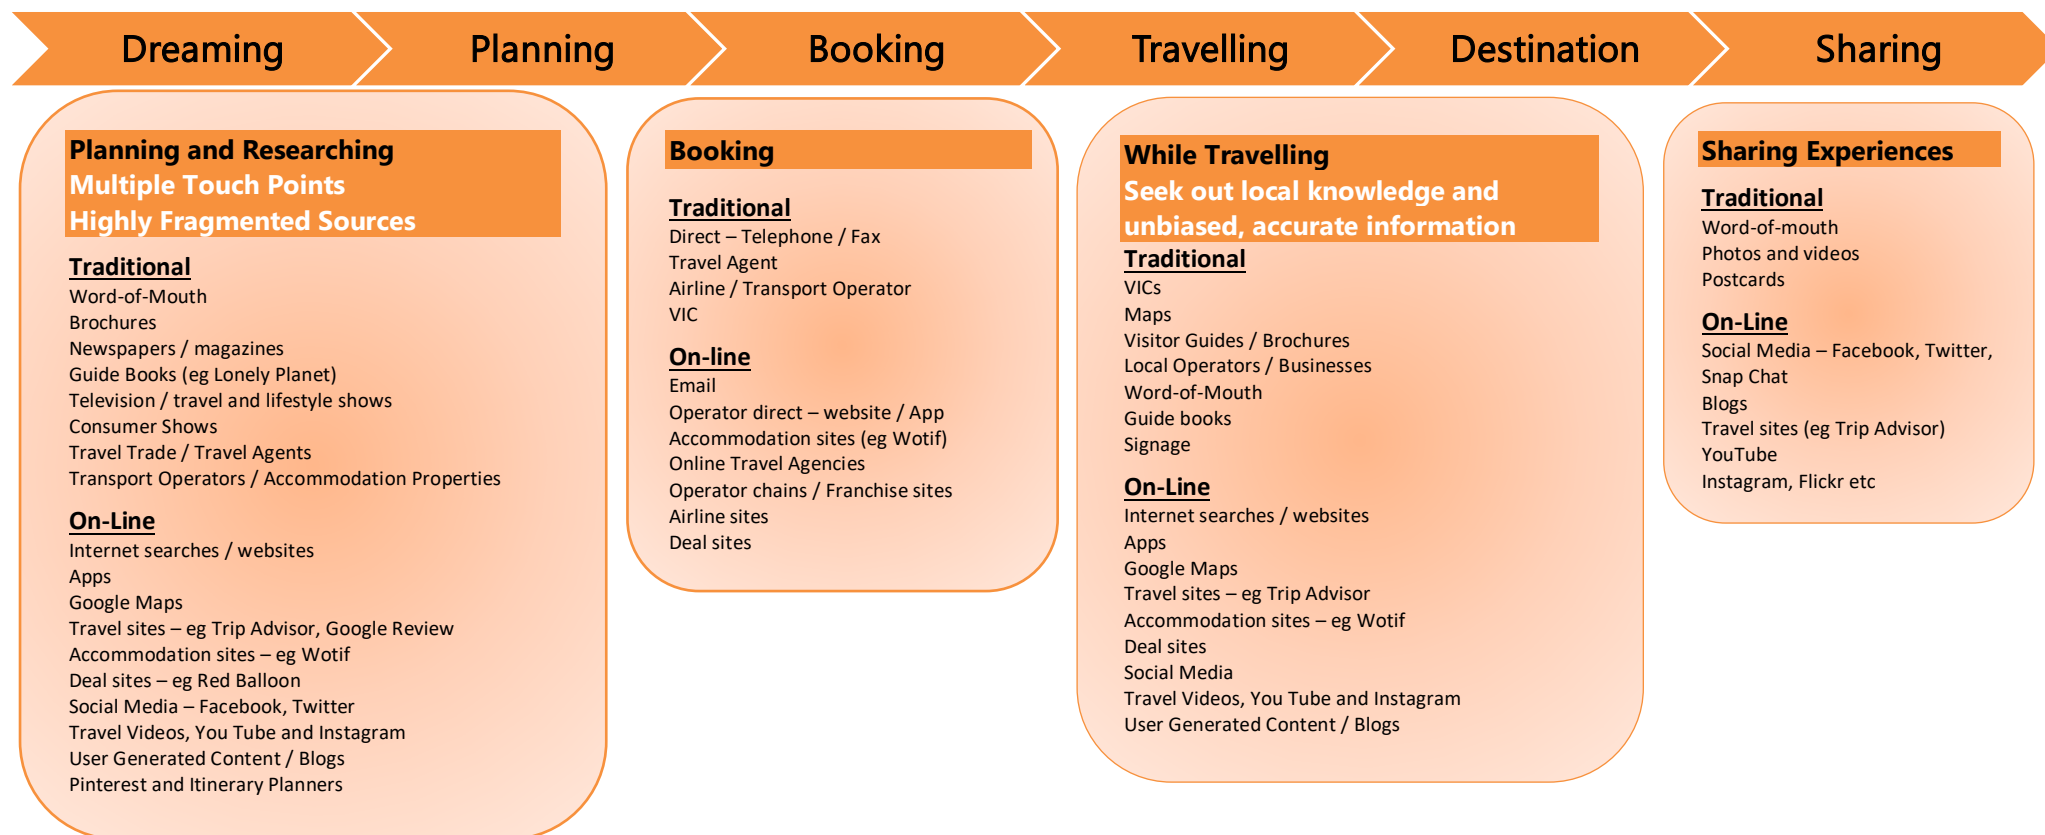 Dreaming
Planning
Booking
Travelling
Destination
Sharing
Planning and Researching
Multiple Touch Points
Highly Fragmented Sources
Traditional
Word-of-Mouth
Brochures
Newspapers / magazines
Guide Books (eg Lonely Planet)
Television / travel and lifestyle shows
Consumer Shows
Travel Trade / Travel Agents
Transport Operators / Accommodation Properties
On-Line
Internet searches / websites
Apps
Google Maps
Travel sites – eg Trip Advisor, Google Review
Accommodation sites – eg Wotif
Deal sites – eg Red Balloon
Social Media – Facebook, Twitter
Travel Videos, You Tube and Instagram
User Generated Content / Blogs
Pinterest and Itinerary Planners
Booking
Traditional
Direct – Telephone / Fax
Travel Agent
Airline / Transport Operator
VIC
On-line
Email
Operator direct – website / App
Accommodation sites (eg Wotif)
Online Travel Agencies
Operator chains / Franchise sites
Airline sites
Deal sites
While Travelling
Seek out local knowledge and
unbiased, accurate information
Traditional
VICs
Maps
Visitor Guides / Brochures
Local Operators / Businesses
Word-of-Mouth
Guide books
Signage
On-Line
Internet searches / websites
Apps
Google Maps
Travel sites – eg Trip Advisor
Accommodation sites – eg Wotif
Deal sites
Social Media
Travel Videos, You Tube and Instagram
User Generated Content / Blogs
Sharing Experiences
Traditional
Word-of-mouth
Photos and videos
Postcards
On-Line
Social Media – Facebook, Twitter,
Snap Chat
Blogs
Travel sites (eg Trip Advisor)
YouTube
Instagram, Flickr etc